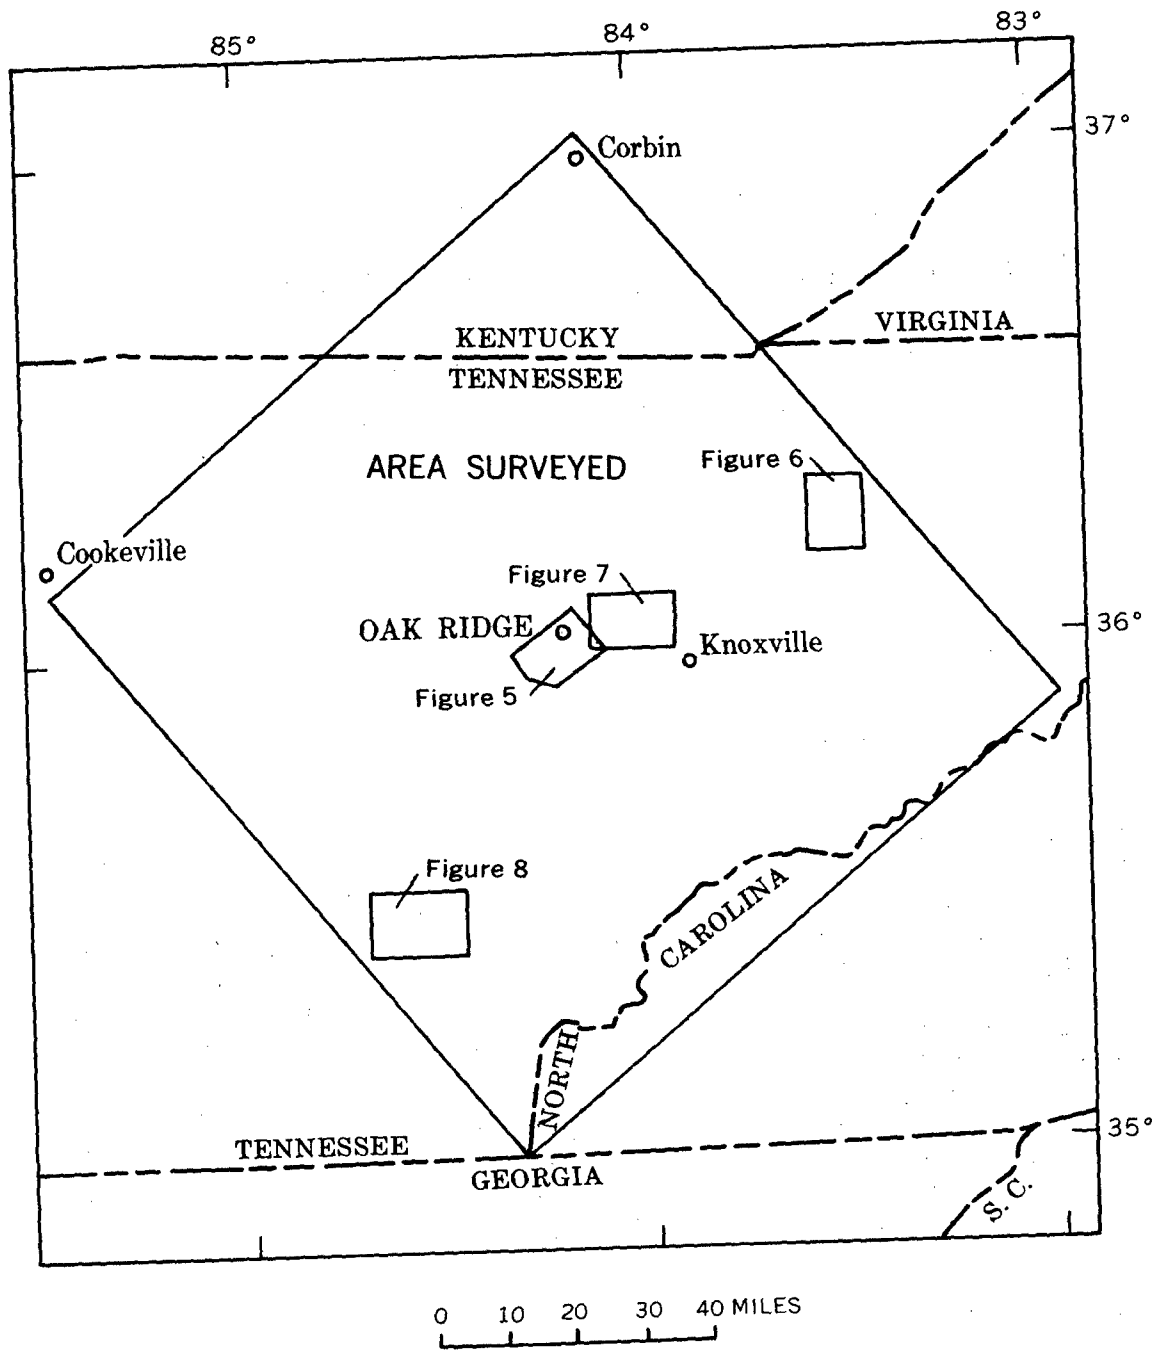 85° 84° 83°
37°
Corbin
KENTUCKY
VIRGINIA
TENNESSEE
AREA SURVEYED
Figure 6
Cookeville
Figure 7
OAK RIDGE
36°
Knoxville
Figure 5
Figure 8
NORTH CAROLINA
35°
TENNESSEE
GEORGIA
S. C.
0 10 20 30 40 MILES